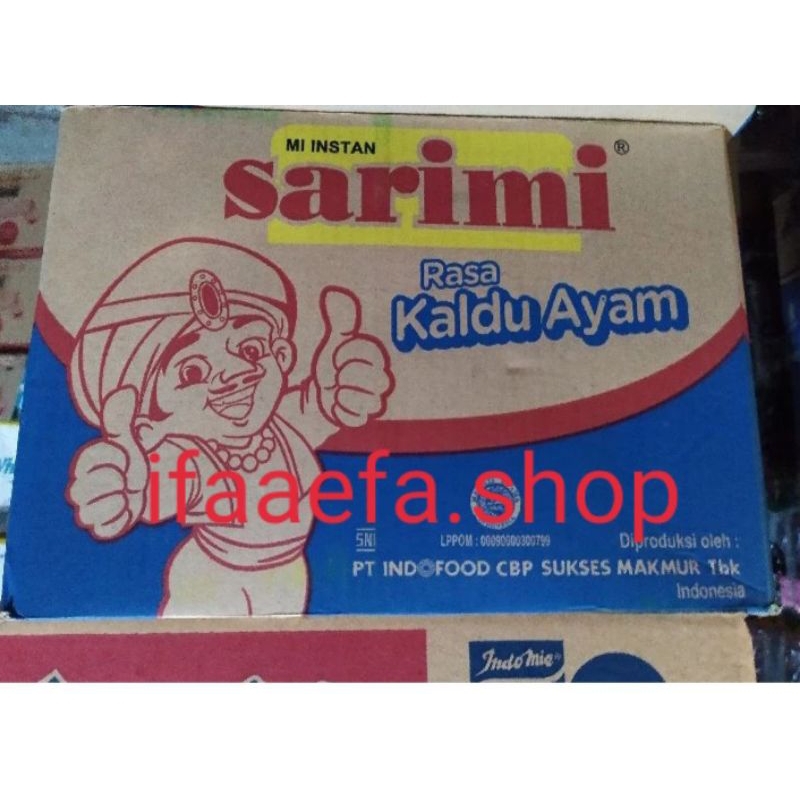 MI INSTAN
sarimi®
Rasa
Kaldu Ayam
ifaaefa.shop
SNI
LPPOM : 00090000300799
Diproduksi oleh :
PT INDOFOOD CBP SUKSES MAKMUR Tbk
Indonesia
Indomie